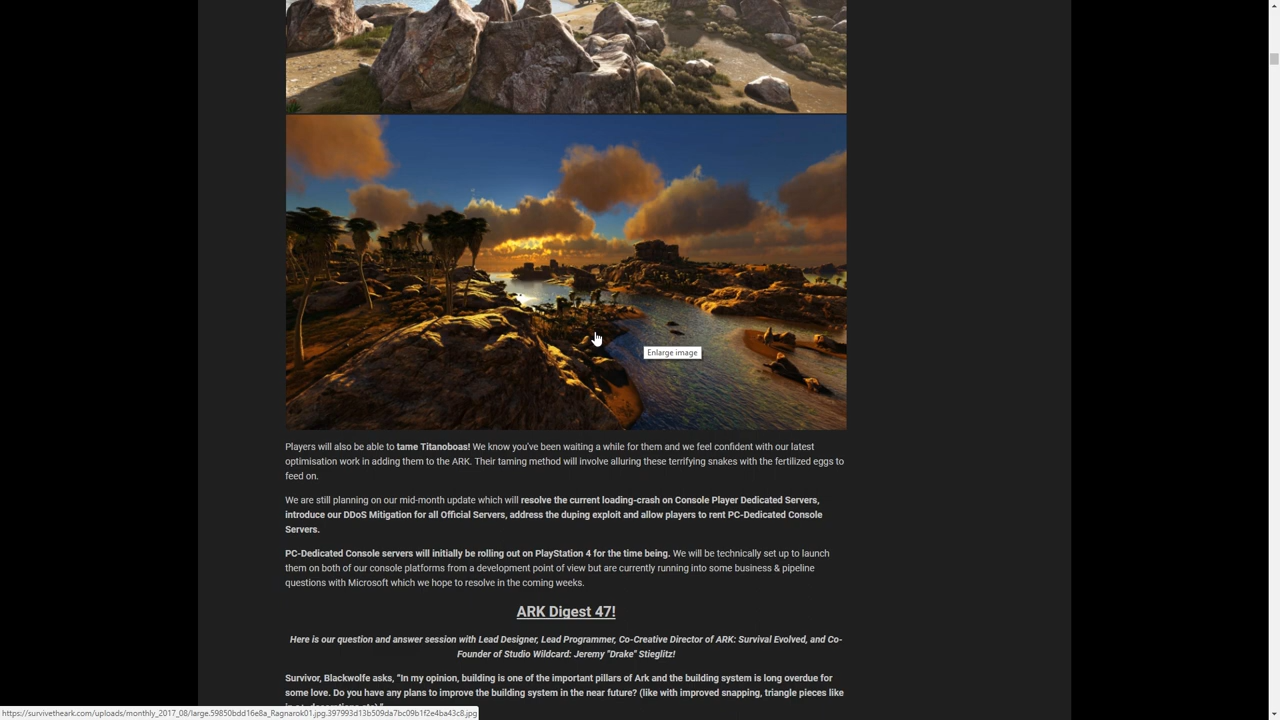 Enlarge image
Players will also be able to tame Titanoboas! We know you've been waiting a while for them and we feel confident with our latest
optimisation work in adding them to the ARK. Their taming method will involve alluring these terrifying snakes with the fertilized eggs to
feed on.
We are still planning on our mid-month update which will resolve the current loading-crash on Console Player Dedicated Servers,
introduce our DDoS Mitigation for all Official Servers, address the duping exploit and allow players to rent PC-Dedicated Console
Servers.
PC-Dedicated Console servers will initially be rolling out on PlayStation 4 for the time being. We will be technically set up to launch
them on both of our console platforms from a development point of view but are currently running into some business & pipeline
questions with Microsoft which we hope to resolve in the coming weeks.
ARK Digest 47!
Here is our question and answer session with Lead Designer, Lead Programmer, Co-Creative Director of ARK: Survival Evolved, and Co-
Founder of Studio Wildcard: Jeremy "Drake" Stieglitz!
Survivor, Blackwolfe asks, "In my opinion, building is one of the important pillars of Ark and the building system is long overdue for
some love. Do you have any plans to improve the building system in the near future? (like with improved snapping, triangle pieces like
https://survivetheark.com/uploads/monthly_2017_08/large.59850bdd16e8a_Ragnarok01.jpg.397993d13b509da7bc09b1f2e4ba43c8.jpg